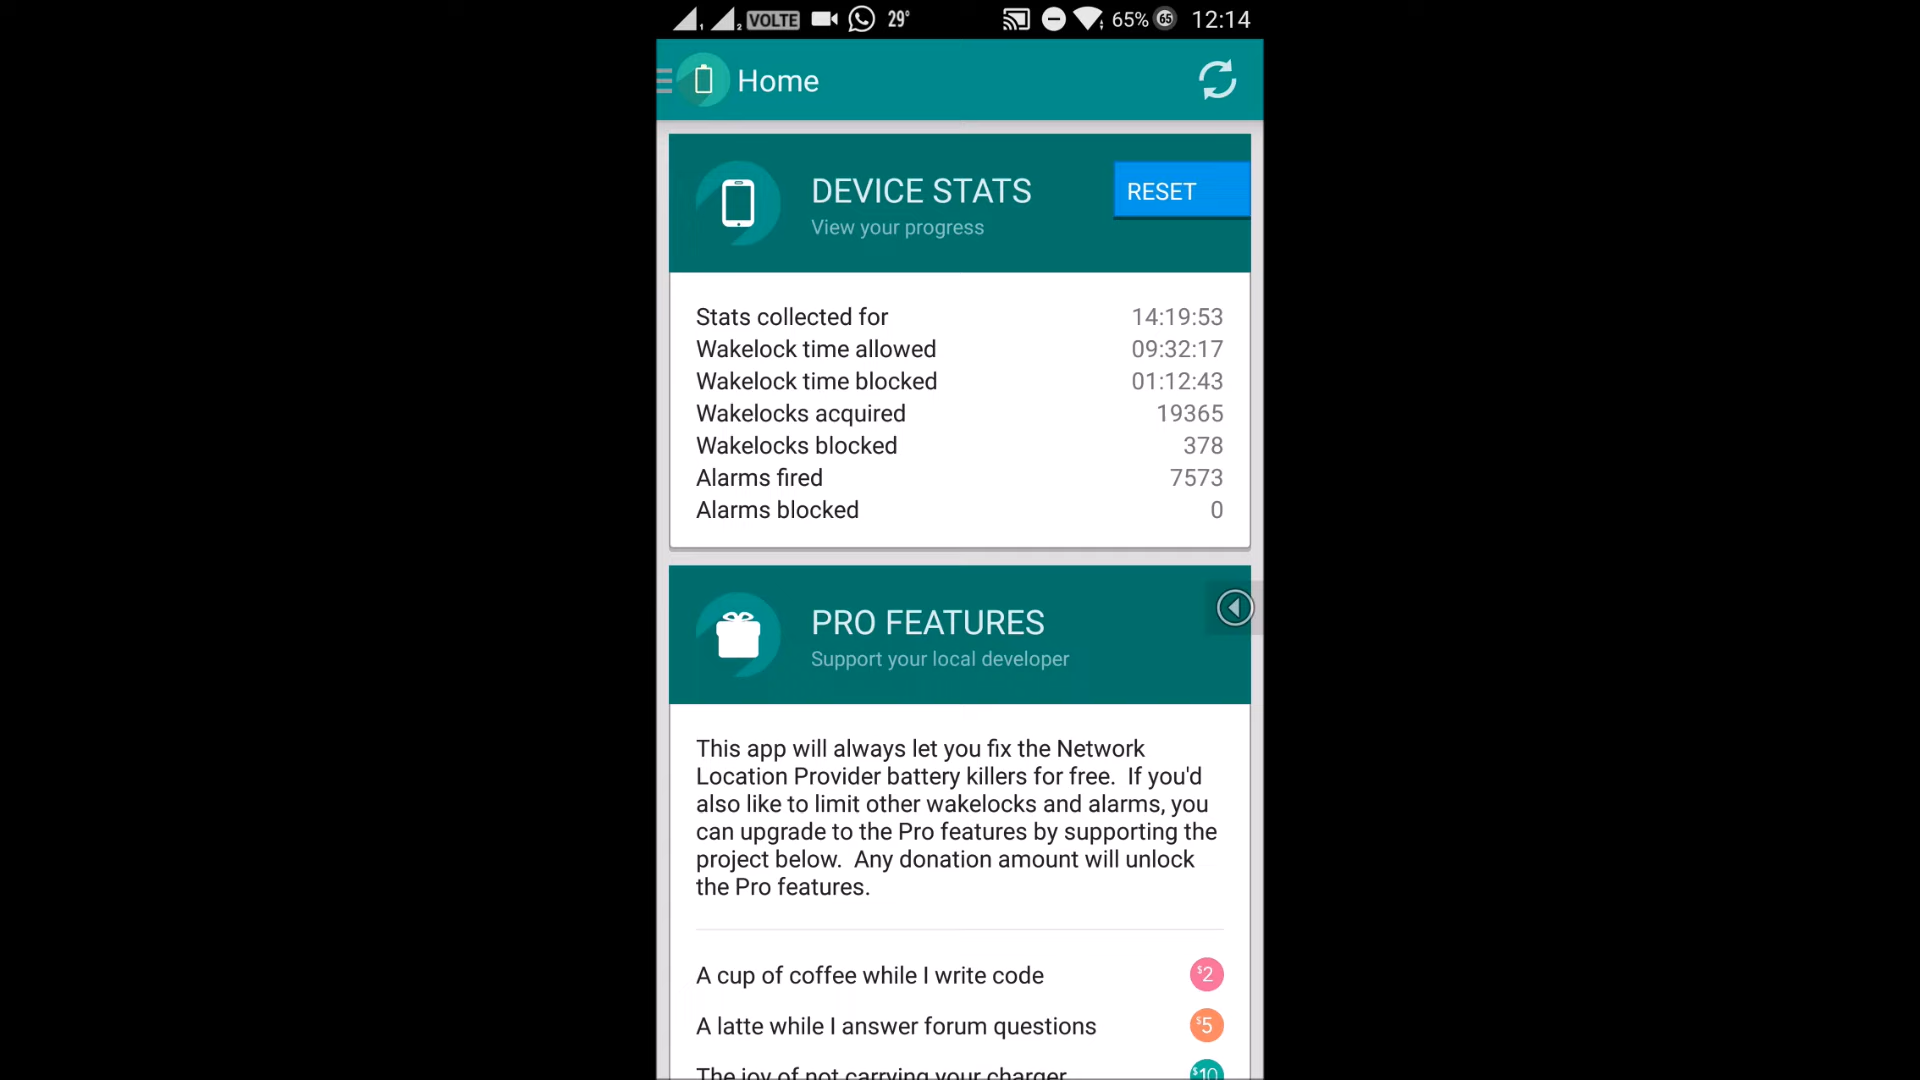 1 2 VOLTE 29° 65% 65 12:14
Home
DEVICE STATS RESET
View your progress
Stats collected for 14:19:53
Wakelock time allowed 09:32:17
Wakelock time blocked 01:12:43
Wakelocks acquired 19365
Wakelocks blocked 378
Alarms fired 7573
Alarms blocked 0
PRO FEATURES
Support your local developer
This app will always let you fix the Network
Location Provider battery killers for free.  If you'd
also like to limit other wakelocks and alarms, you
can upgrade to the Pro features by supporting the
project below.  Any donation amount will unlock
the Pro features.
A cup of coffee while I write code $2
A latte while I answer forum questions $5
The joy of not carrying your charger $10